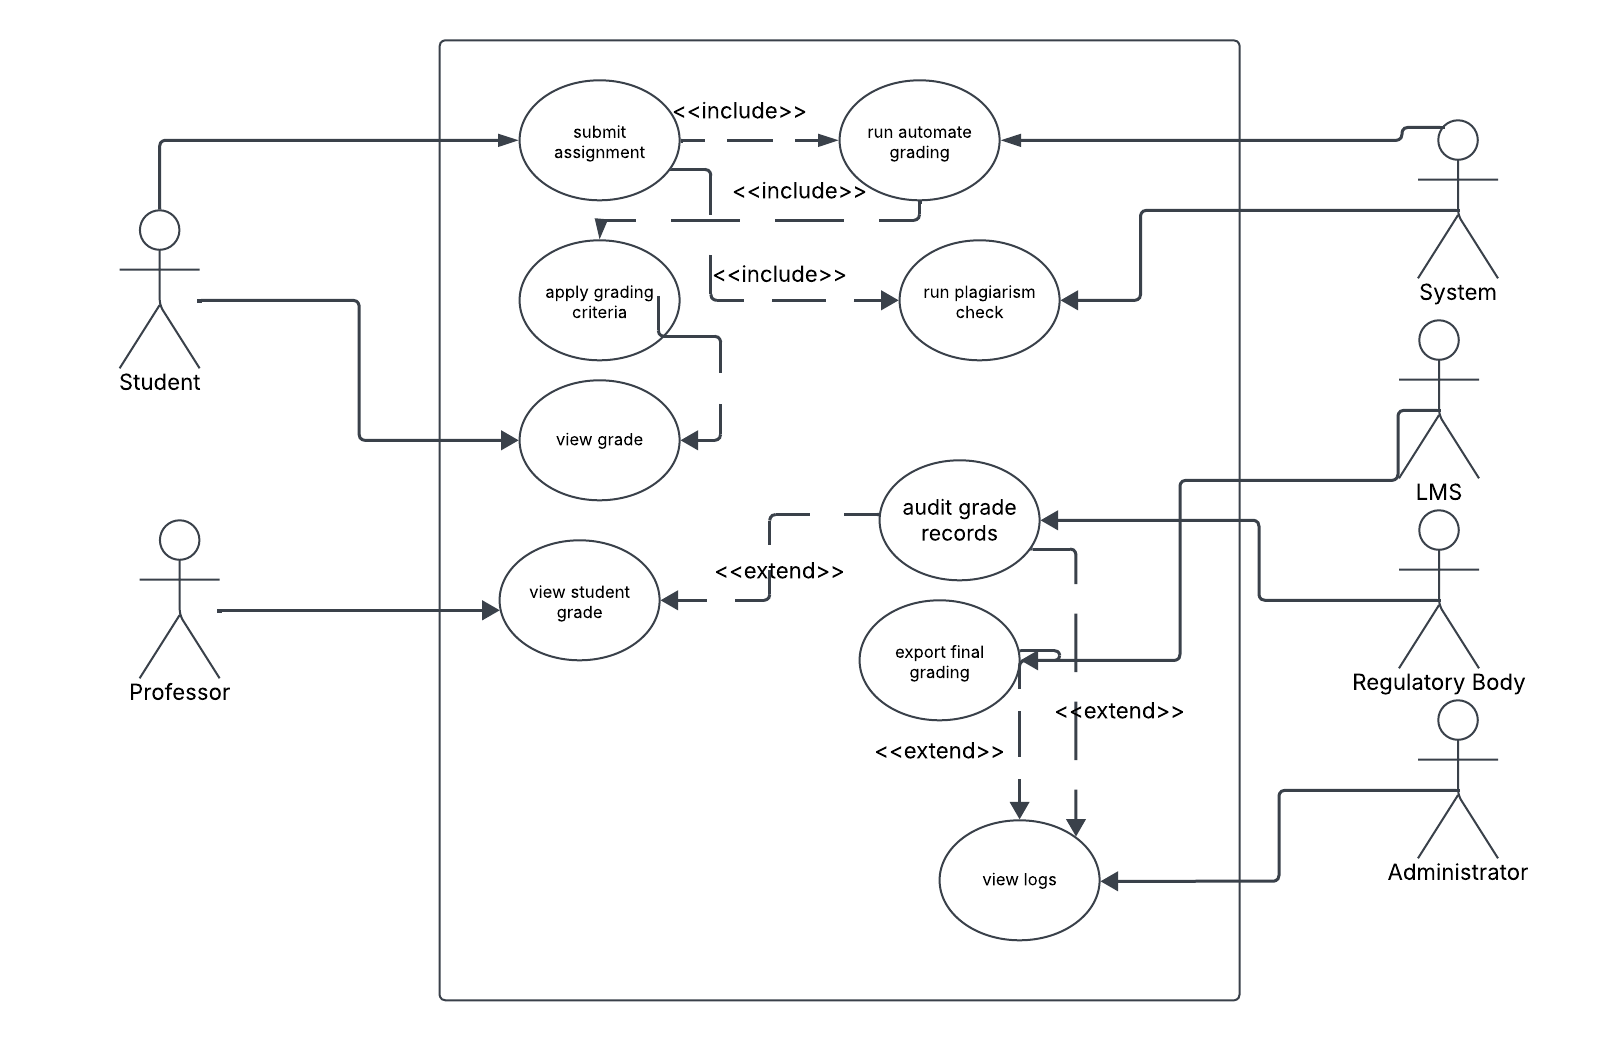 <<include>>
submit
assignment
run automate
grading
<<include>>
<<include>>
apply grading
criteria
run plagiarism
check
System
Student
view grade
LMS
audit grade
records
<<extend>>
view student
grade
export final
grading
Professor
Regulatory Body
<<extend>>
<<extend>>
view logs
Administrator